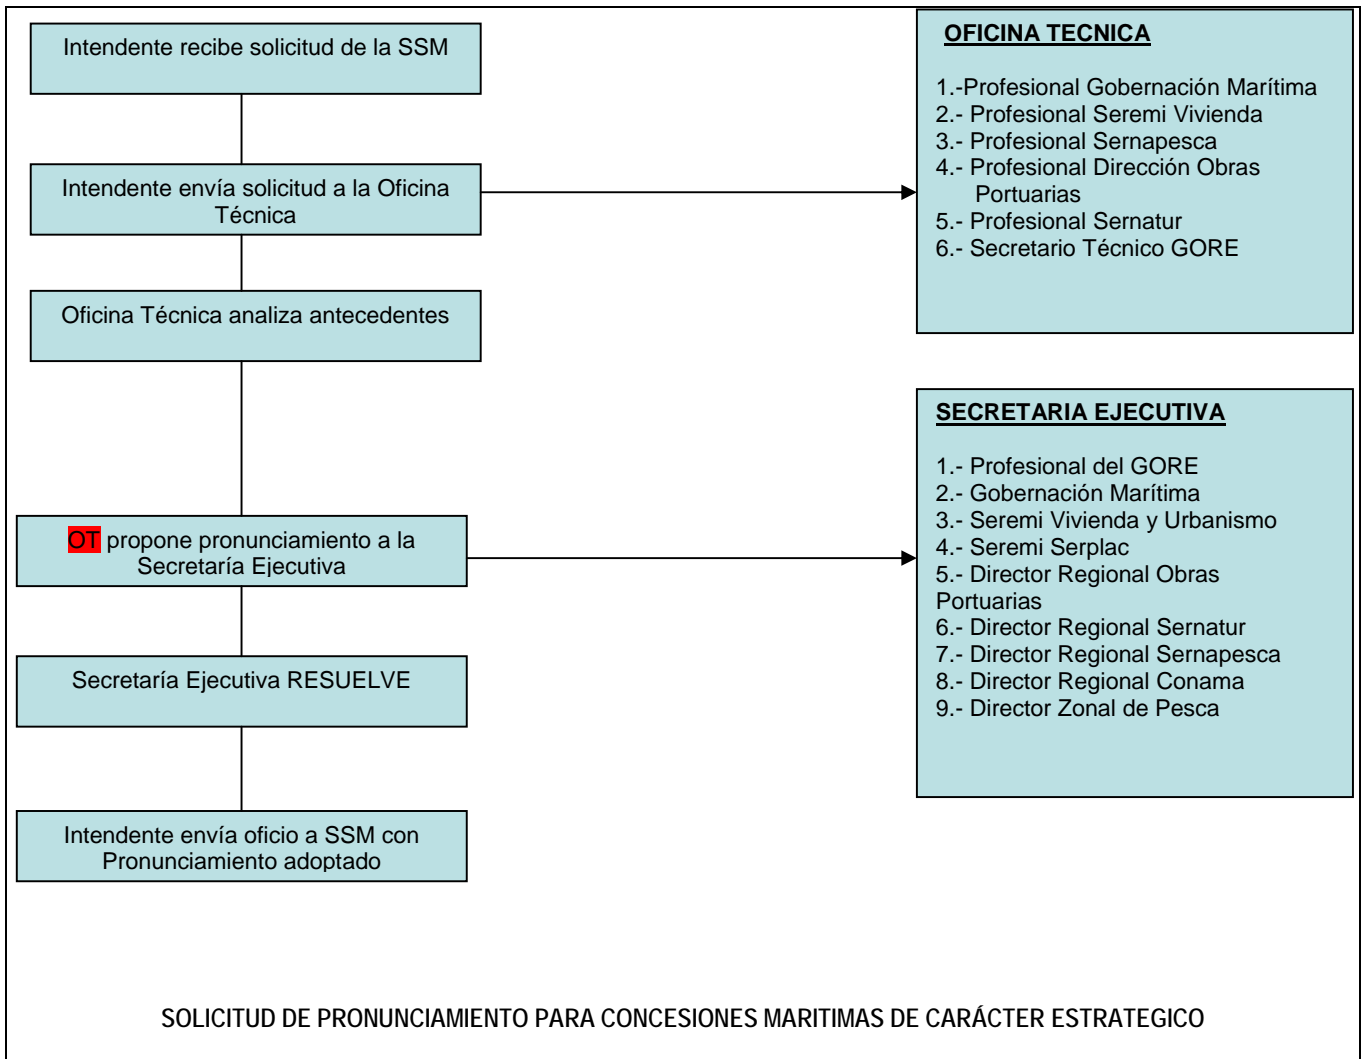 Intendente recibe solicitud de la SSM
Intendente envía solicitud a la Oficina
Técnica
Oficina Técnica analiza antecedentes
OT propone pronunciamiento a la
Secretaría Ejecutiva
Secretaría Ejecutiva RESUELVE
Intendente envía oficio a SSM con
Pronunciamiento adoptado
OFICINA TECNICA
1.-Profesional Gobernación Marítima
2.- Profesional Seremi Vivienda
3.- Profesional Sernapesca
4.- Profesional Dirección Obras
Portuarias
5.- Profesional Sernatur
6.- Secretario Técnico GORE
SECRETARIA EJECUTIVA
1.- Profesional del GORE
2.- Gobernación Marítima
3.- Seremi Vivienda y Urbanismo
4.- Seremi Serplac
5.- Director Regional Obras
Portuarias
6.- Director Regional Sernatur
7.- Director Regional Sernapesca
8.- Director Regional Conama
9.- Director Zonal de Pesca
SOLICITUD DE PRONUNCIAMIENTO PARA CONCESIONES MARITIMAS DE CARÁCTER ESTRATEGICO